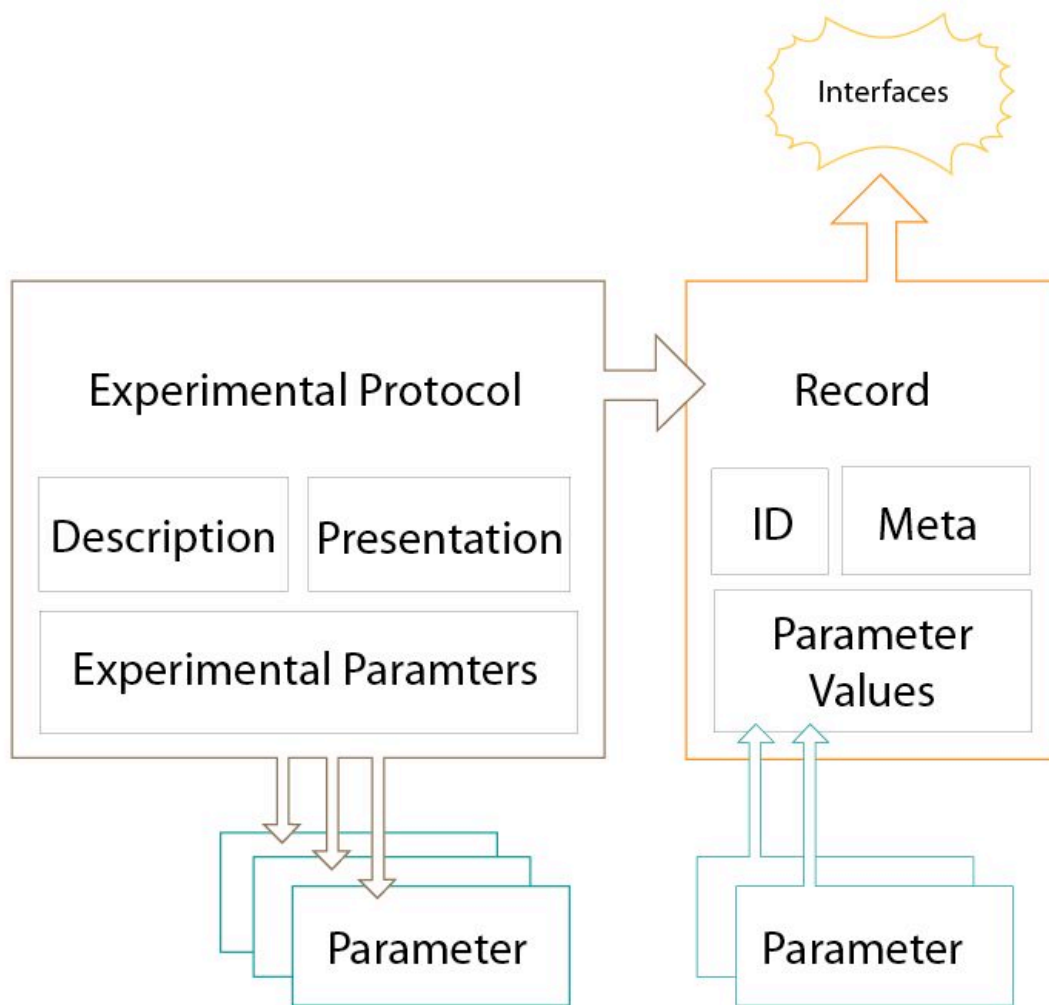 Interfaces
Experimental Protocol
Record
Description
Presentation
ID
Meta
Experimental Paramters
Parameter
Values
Parameter
Parameter